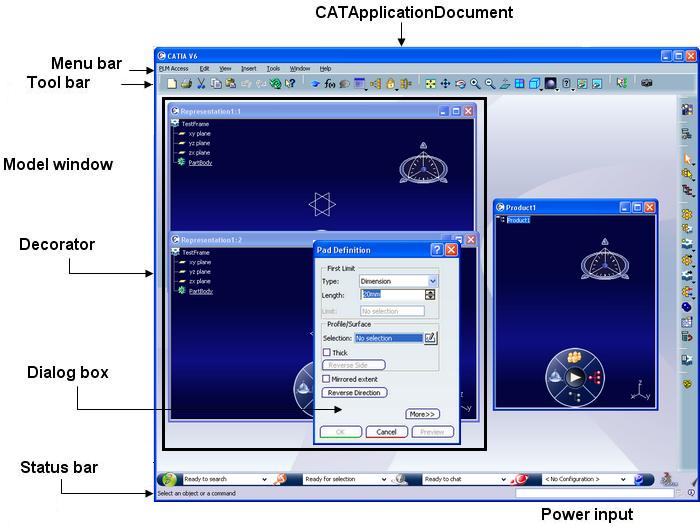 CATApplicationDocument
CATIA V6
Menu bar
PLM Access Edit View Insert Tools Window Help
Tool bar
f(x)
Representation1:1
TestFrame
xy plane
yz plane
zx plane
PartBody
Model window
Product1
Product1
Decorator
Representation1:2
TestFrame
xy plane
yz plane
zx plane
PartBody
Pad Definition
First Limit
Type: Dimension
Length: 20mm
Limit: No selection
Profile/Surface
Selection: No selection
Thick
Reverse Side
Mirrored extent
Reverse Direction
More>>
OK Cancel Preview
Dialog box
z
x
y
Status bar
Ready to search Ready for selection Ready to chat < No Configuration >
Select an object or a command
Power input